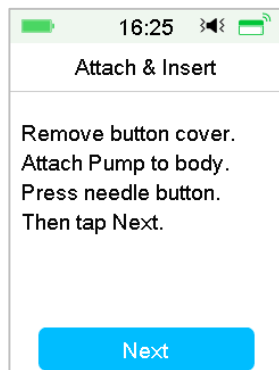 16:25
Attach & Insert
Remove button cover.
Attach Pump to body.
Press needle button.
Then tap Next.
Next